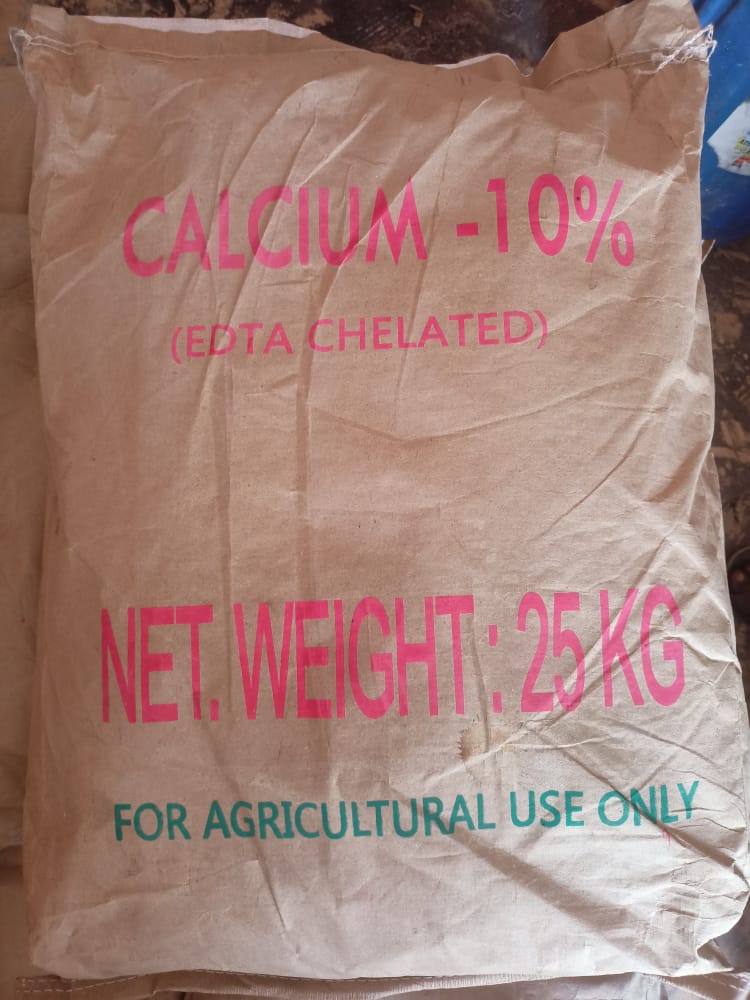 CALCIUM -10%
(EDTA CHELATED)
NET. WEIGHT : 25 KG
FOR AGRICULTURAL USE ONLY